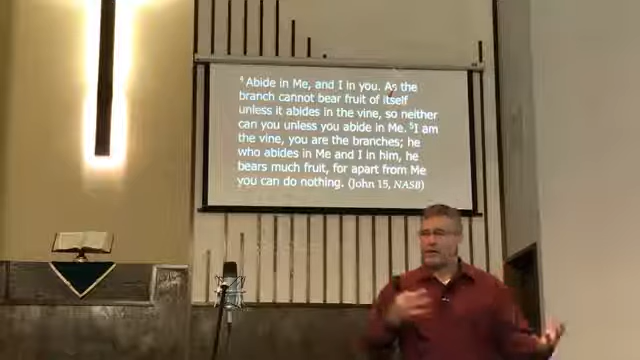 ⁴ Abide in Me, and I in you. As the
branch cannot bear fruit of itself
unless it abides in the vine, so neither
can you unless you abide in Me. ⁵ I am
the vine, you are the branches; he
who abides in Me and I in him, he
bears much fruit, for apart from Me
you can do nothing. (John 15, NASB)